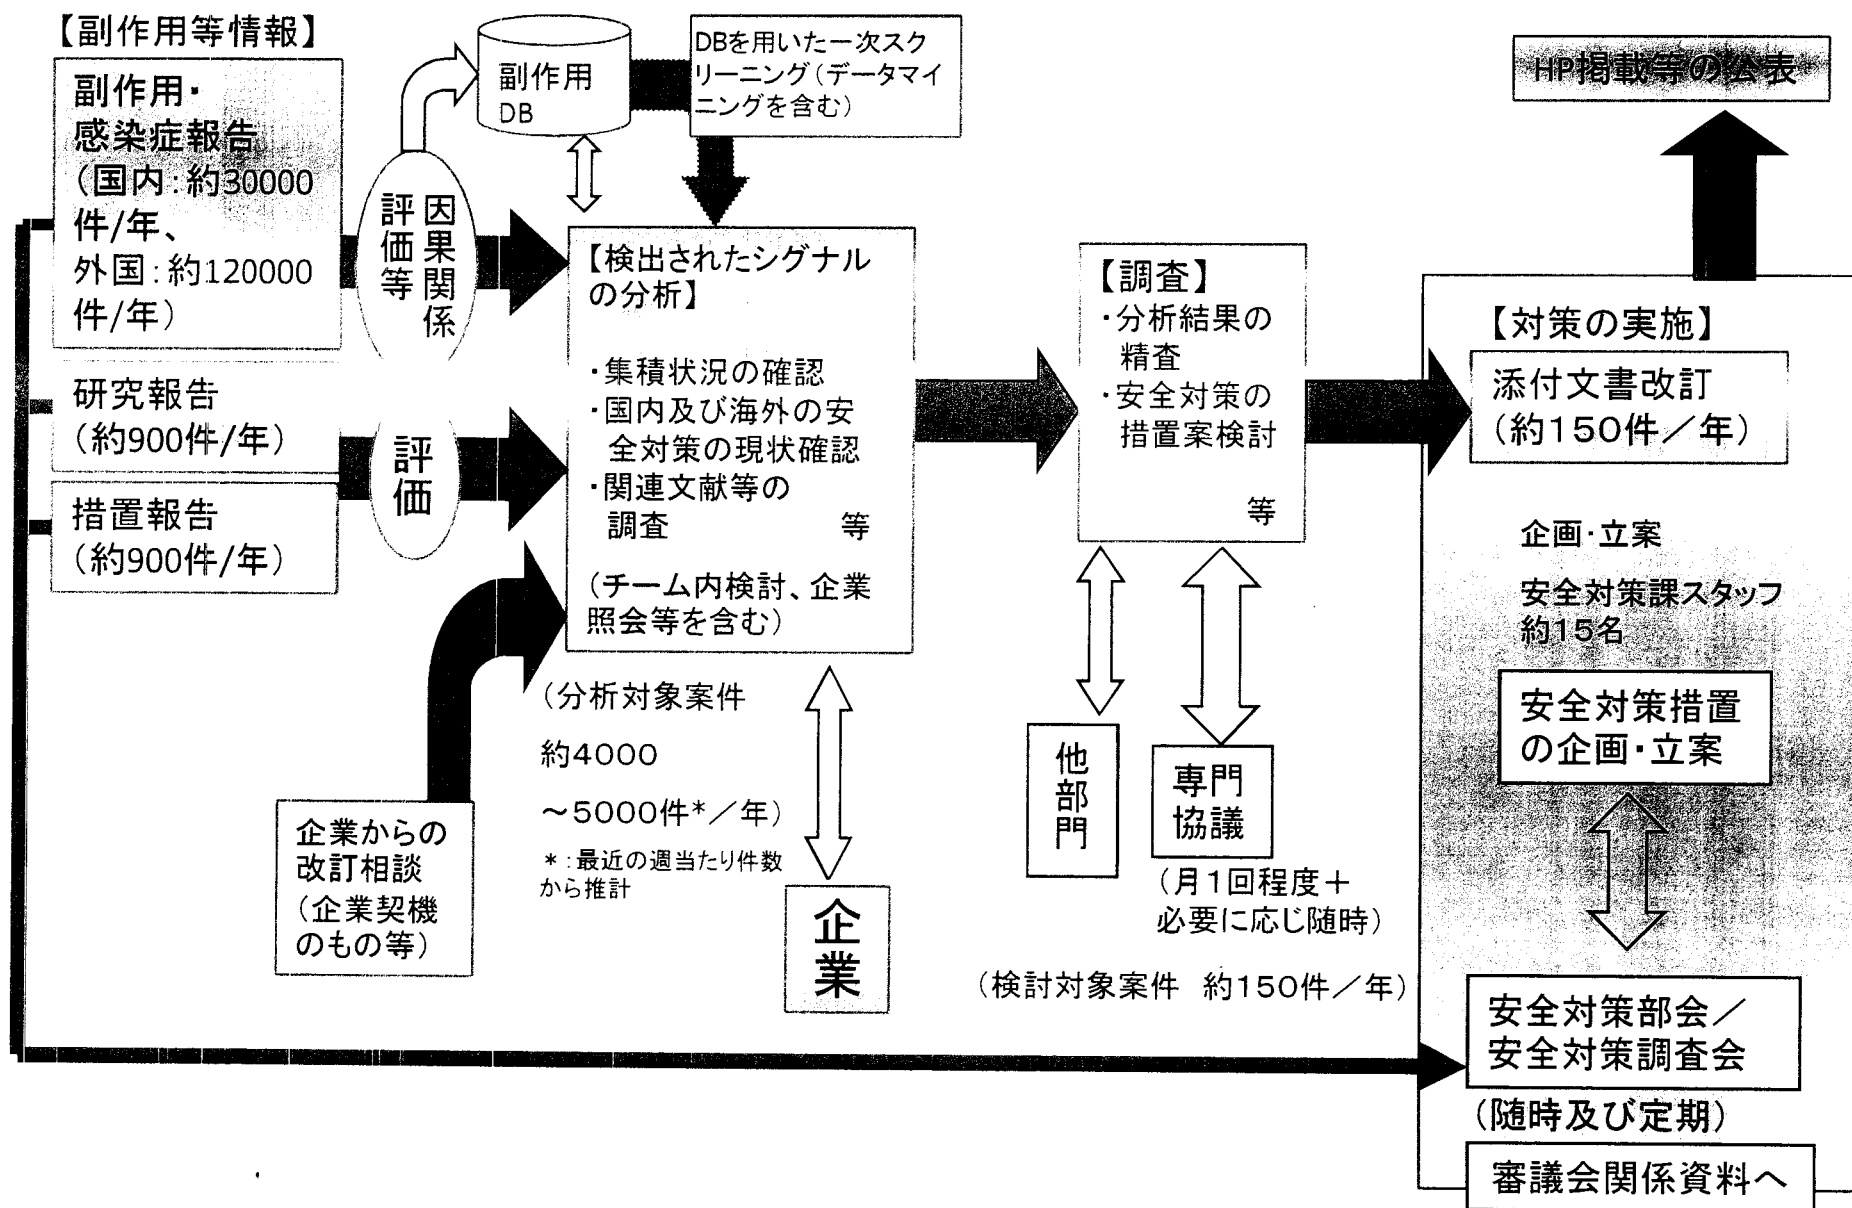 【副作用等情報】
副作用・
感染症報告
（国内：約30000
件/年、
外国：約120000
件/年）
研究報告
（約900件/年）
措置報告
（約900件/年）
因果関係
評価等
評価
副作用
DB
DBを用いた一次スク
リーニング（データマイ
ニングを含む）
【検出されたシグナル
の分析】
・集積状況の確認
・国内及び海外の安
全対策の現状確認
・関連文献等の
調査 等
（チーム内検討、企業
照会等を含む）
（分析対象案件
約4000
～5000件*／年）
*：最近の週当たり件数
から推計
企業からの
改訂相談
（企業契機
のもの等）
企業
【調査】
・分析結果の
精査
・安全対策の
措置案検討
等
他部門
専門
協議
（月1回程度＋
必要に応じ随時）
（検討対象案件 約150件／年）
HP掲載等の公表
【対策の実施】
添付文書改訂
（約150件／年）
企画・立案
安全対策課スタッフ
約15名
安全対策措置
の企画・立案
安全対策部会／
安全対策調査会
（随時及び定期）
審議会関係資料へ